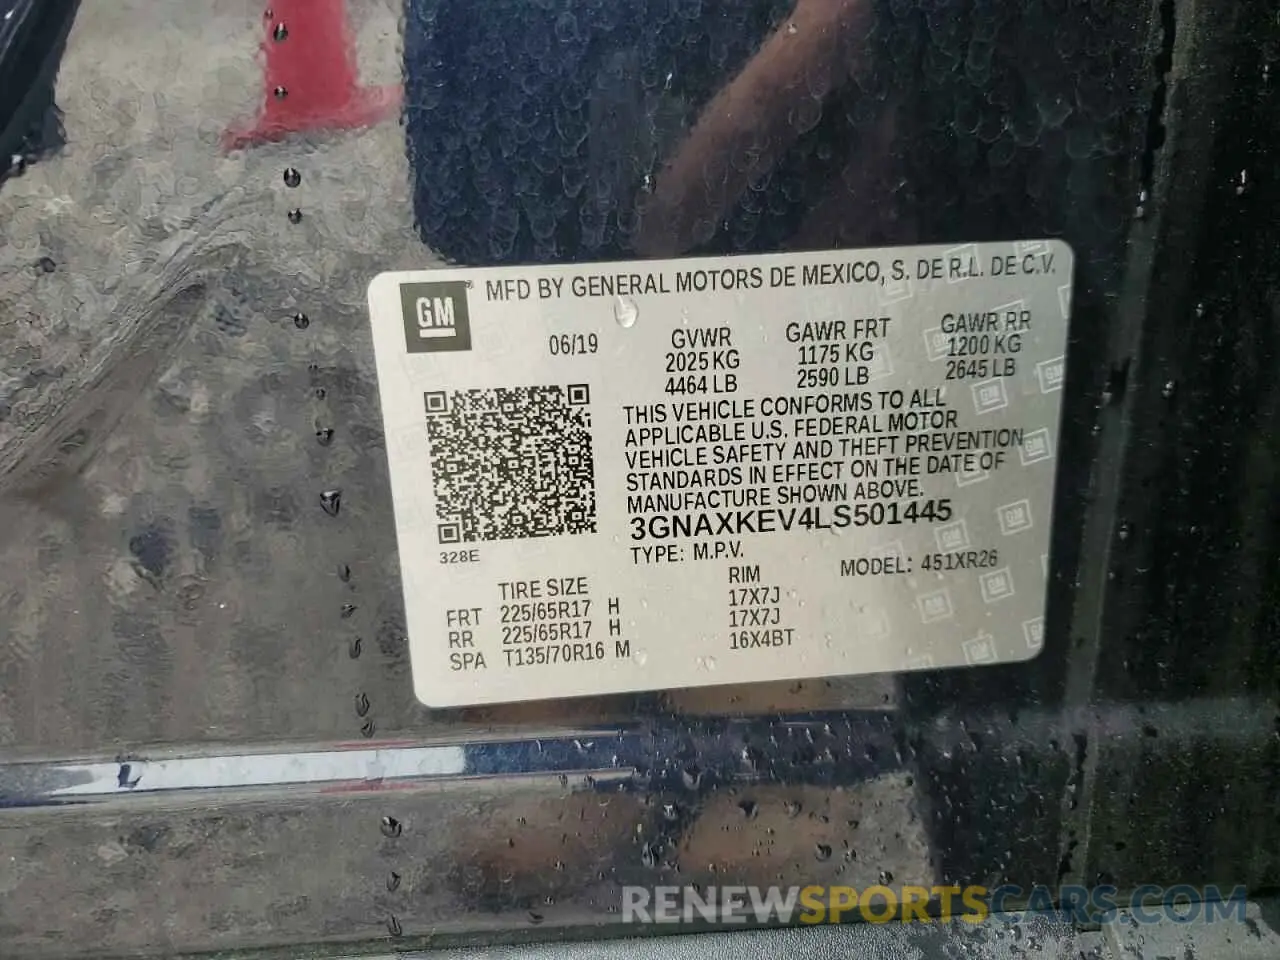 GM ® MFD BY GENERAL MOTORS DE MEXICO, S. DE R.L. DE C.V.
06/19 GVWR GAWR FRT GAWR RR
2025 KG 1175 KG 1200 KG
4464 LB 2590 LB 2645 LB
THIS VEHICLE CONFORMS TO ALL
APPLICABLE U.S. FEDERAL MOTOR
VEHICLE SAFETY AND THEFT PREVENTION
STANDARDS IN EFFECT ON THE DATE OF
MANUFACTURE SHOWN ABOVE.
3GNAXKEV4LS501445
328E TYPE: M.P.V. MODEL: 451XR26
TIRE SIZE RIM
FRT 225/65R17 H 17X7J
RR 225/65R17 H 17X7J
SPA T135/70R16 M 16X4BT
RENEWSPORTSCARS.COM